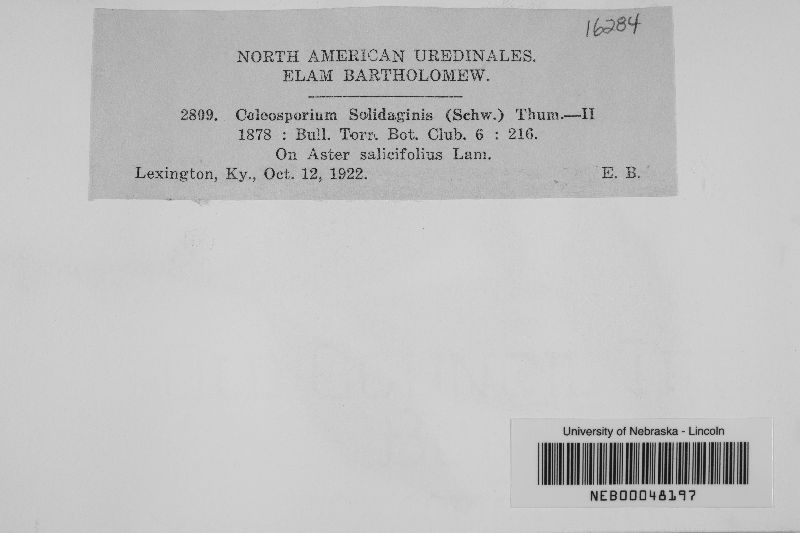 16284
NORTH AMERICAN UREDINALES.
ELAM BARTHOLOMEW.
2809. Coleosporium Solidaginis (Schw.) Thum.—II
1878 : Bull. Torr. Bot. Club. 6 : 216.
On Aster salicifolius Lam.
Lexington, Ky., Oct. 12, 1922. E. B.
University of Nebraska - Lincoln
NEB00048197